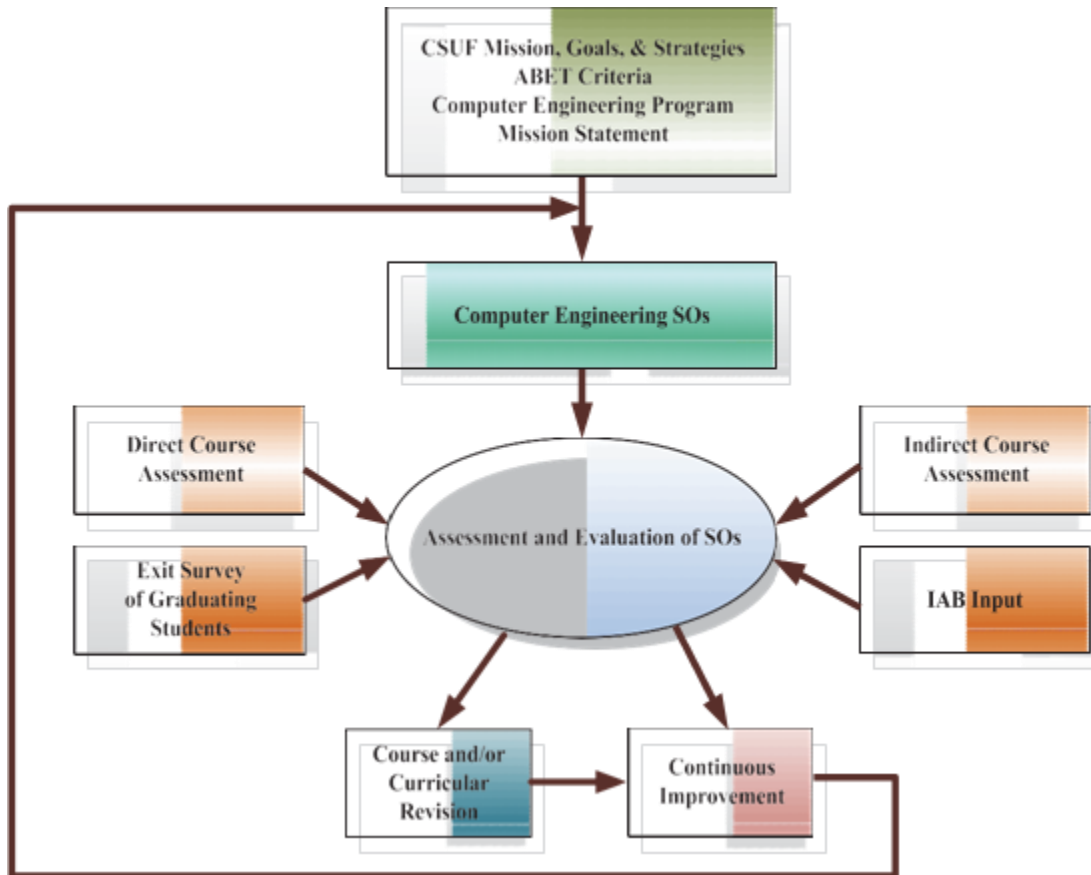 CSUF Mission, Goals, & Strategies
ABET Criteria
Computer Engineering Program
Mission Statement
Computer Engineering SOs
Direct Course
Assessment
Indirect Course
Assessment
Assessment and Evaluation of SOs
Exit Survey
of Graduating
Students
IAB Input
Course and/or
Curricular
Revision
Continuous
Improvement